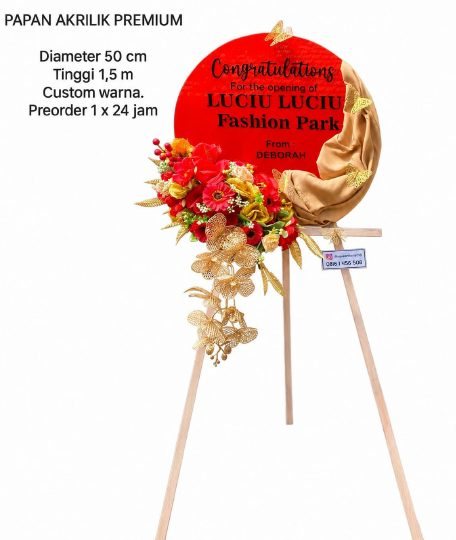 PAPAN AKRILIK PREMIUM
Diameter 50 cm
Tinggi 1,5 m
Custom warna.
Preorder 1 x 24 jam
Congratulations
For the opening of
LUCIU LUCIU
Fashion Park
From
DEBORAH